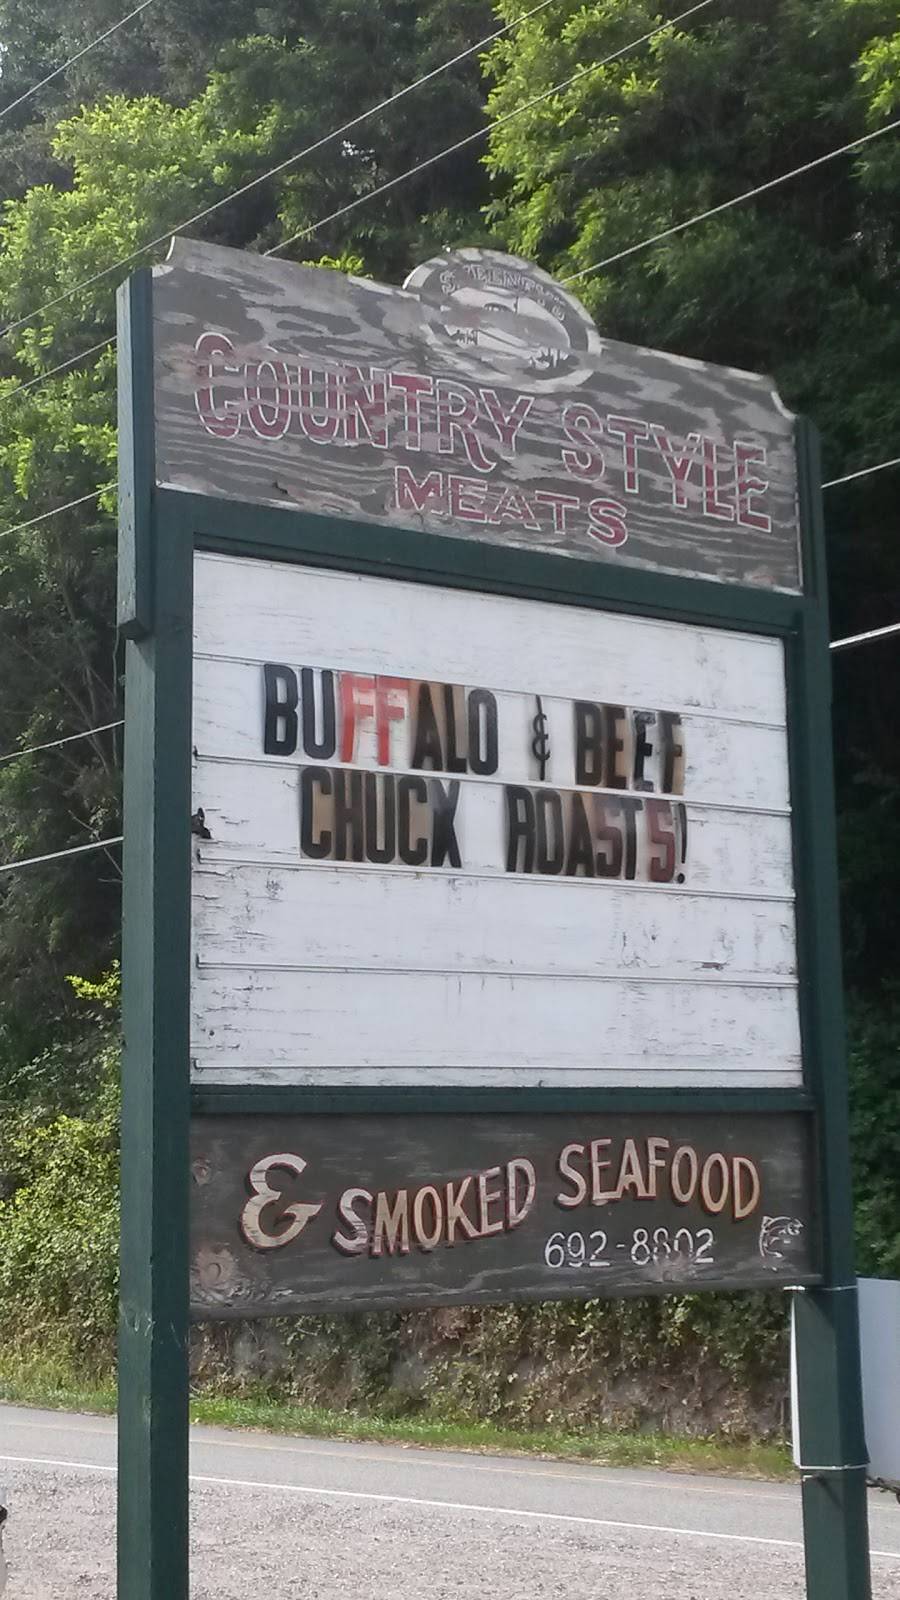 COUNTRY STYLE
MEATS
BUFFALO & BEEF
CHUCK ROASTS!
& SMOKED SEAFOOD
692-8802